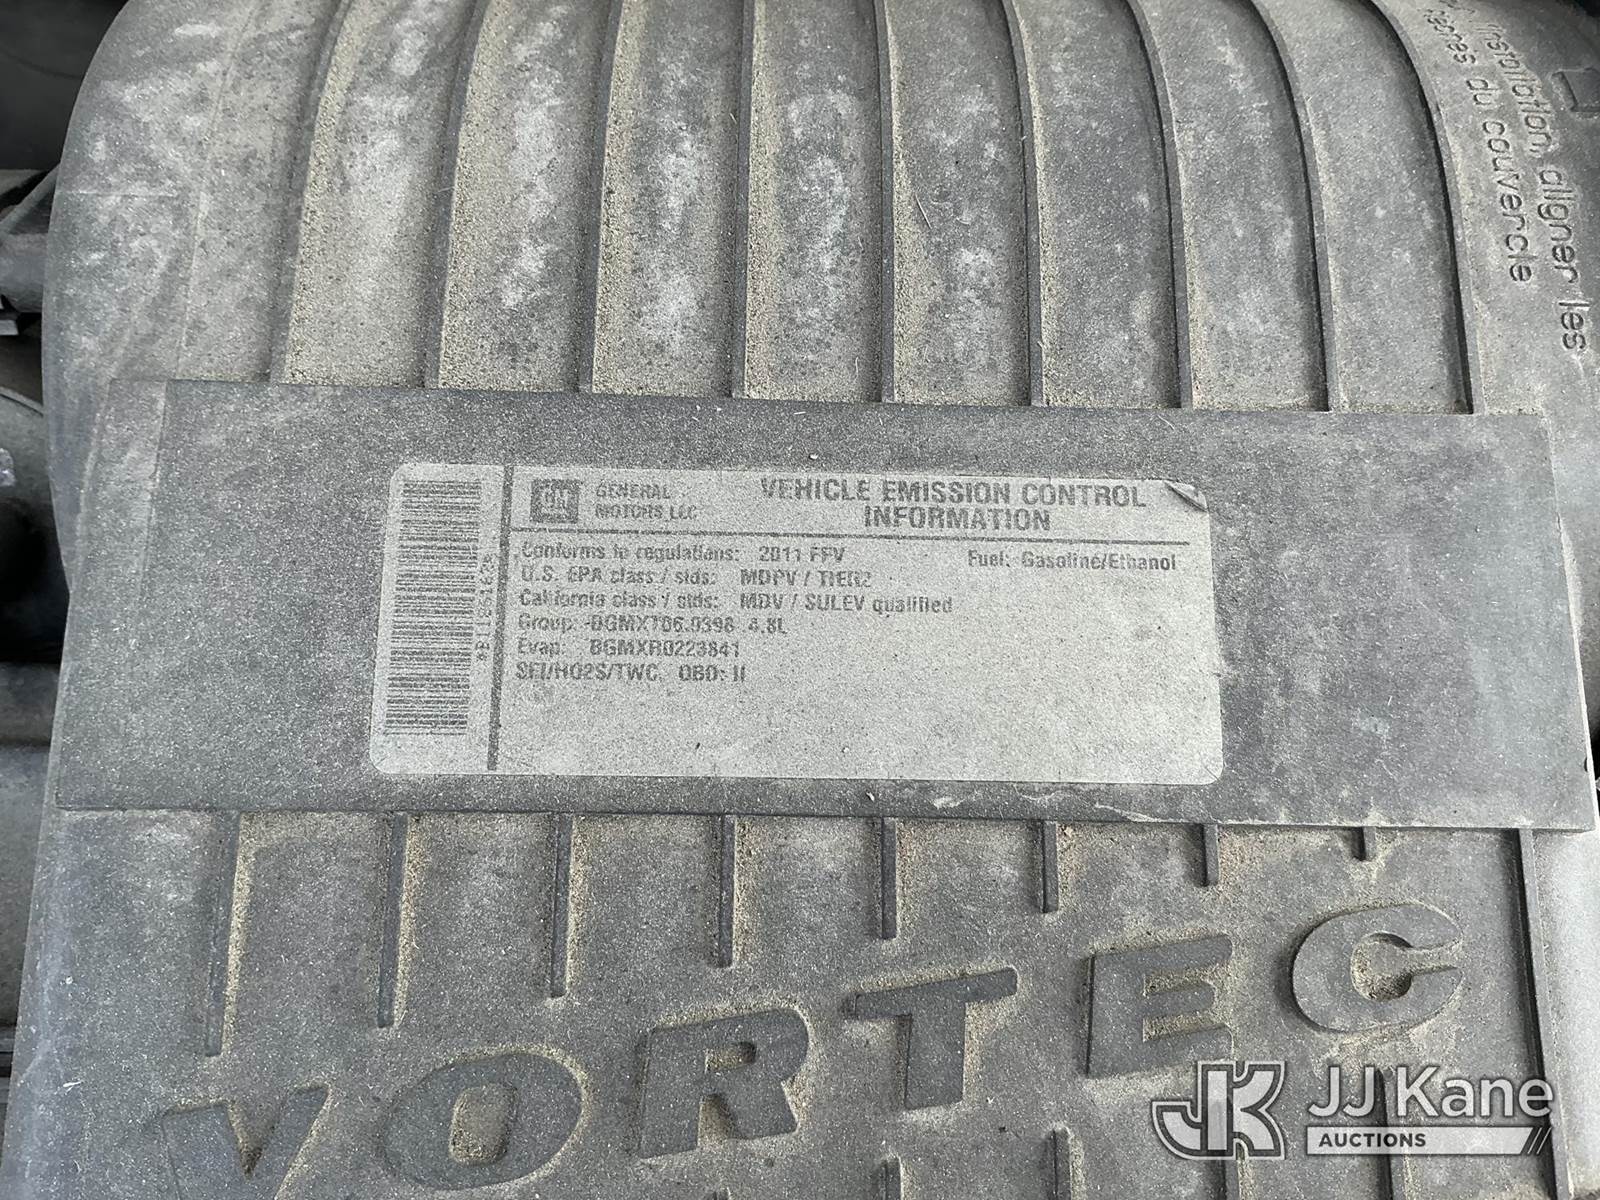 l'installation, aligner les
du couvercle
GM
GENERAL
MOTORS LLC
VEHICLE EMISSION CONTROL
INFORMATION
Conforms to regulations: 2011 FFV Fuel: Gasoline/Ethanol
U.S. EPA class / stds: MDPV / TIER2
California class / stds: MDV / SULEV qualified
Group: BGMXT06.0398 4.8L
Evap: BGMXR0223841
SFI/HO2S/TWC, OBD: II
VORTEC
JK JJ Kane
AUCTIONS